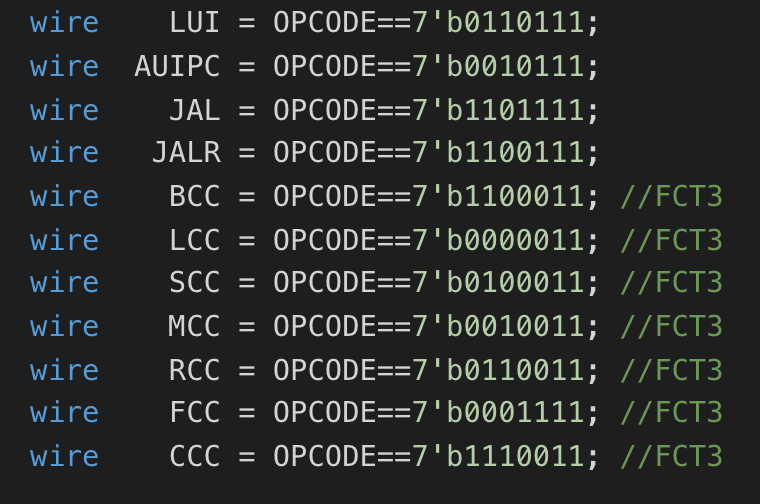 wire    LUI = OPCODE==7'b0110111;
wire  AUIPC = OPCODE==7'b0010111;
wire    JAL = OPCODE==7'b1101111;
wire   JALR = OPCODE==7'b1100111;
wire    BCC = OPCODE==7'b1100011; //FCT3
wire    LCC = OPCODE==7'b0000011; //FCT3
wire    SCC = OPCODE==7'b0100011; //FCT3
wire    MCC = OPCODE==7'b0010011; //FCT3
wire    RCC = OPCODE==7'b0110011; //FCT3
wire    FCC = OPCODE==7'b0001111; //FCT3
wire    CCC = OPCODE==7'b1110011; //FCT3